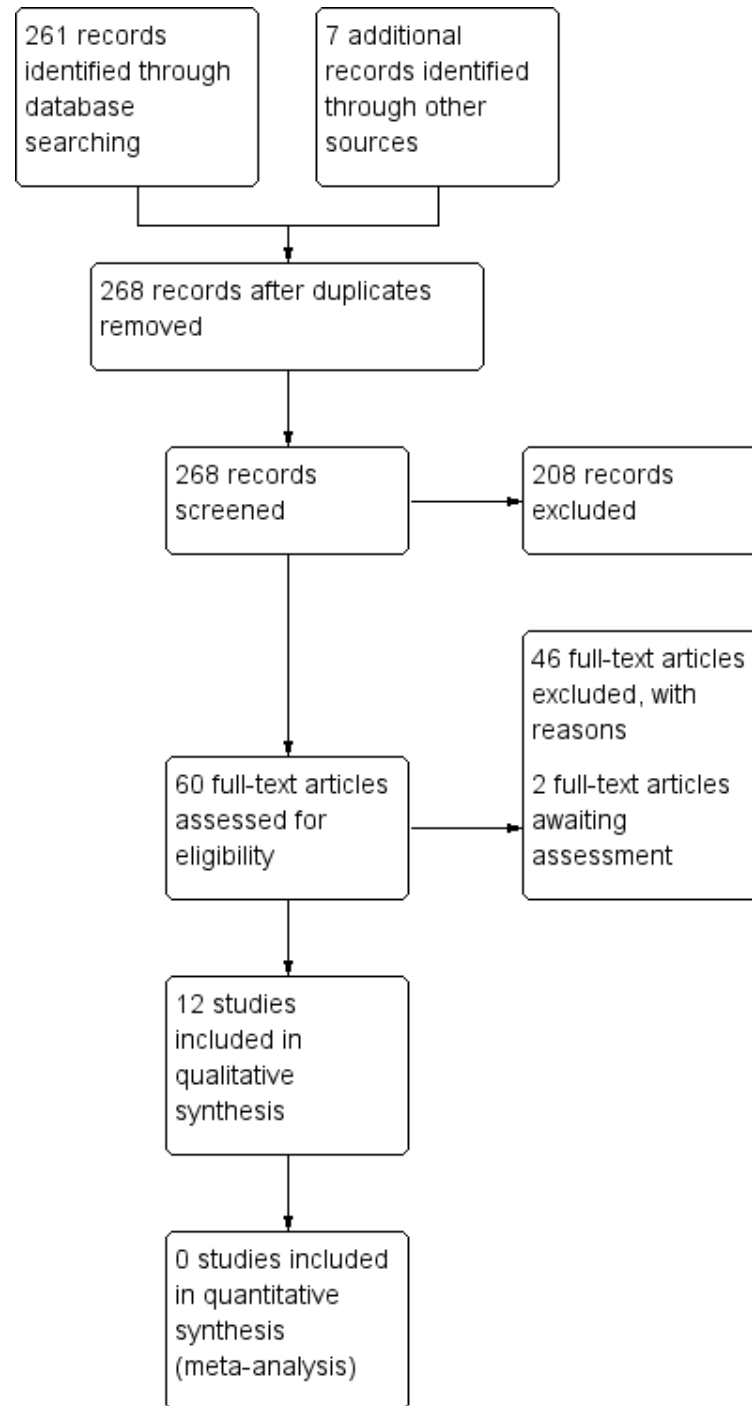 261 records
identified through
database
searching
7 additional
records identified
through other
sources
268 records after duplicates
removed
268 records
screened
208 records
excluded
46 full-text articles
excluded, with
reasons
2 full-text articles
awaiting
assessment
60 full-text articles
assessed for
eligibility
12 studies
included in
qualitative
synthesis
0 studies included
in quantitative
synthesis
(meta-analysis)